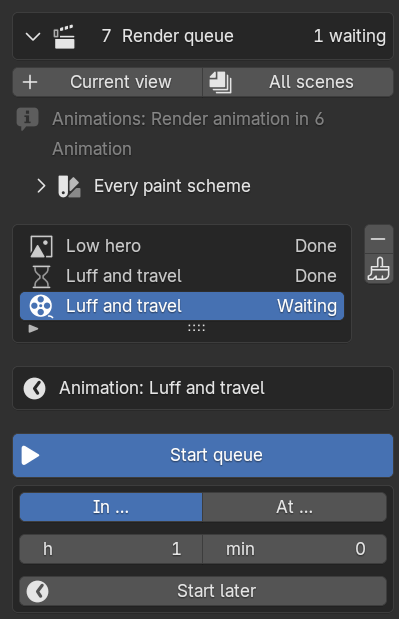 7 Render queue 1 waiting
Current view All scenes
Animations: Render animation in 6
Animation
Every paint scheme
Low hero Done
Luff and travel Done
Luff and travel Waiting
Animation: Luff and travel
Start queue
In ... At ...
h 1 min 0
Start later